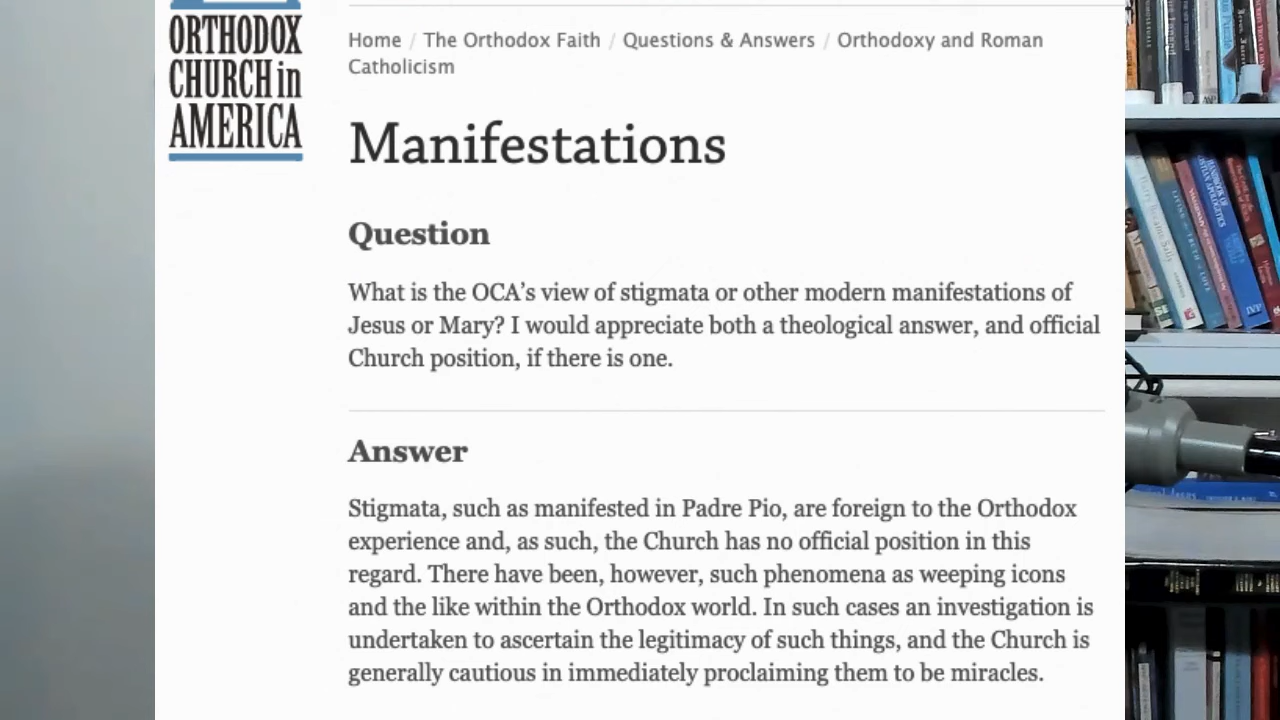 ORTHODOX
CHURCH in
AMERICA
Home / The Orthodox Faith / Questions & Answers / Orthodoxy and Roman
Catholicism
Manifestations
Question
What is the OCA’s view of stigmata or other modern manifestations of
Jesus or Mary? I would appreciate both a theological answer, and official
Church position, if there is one.
Answer
Stigmata, such as manifested in Padre Pio, are foreign to the Orthodox
experience and, as such, the Church has no official position in this
regard. There have been, however, such phenomena as weeping icons
and the like within the Orthodox world. In such cases an investigation is
undertaken to ascertain the legitimacy of such things, and the Church is
generally cautious in immediately proclaiming them to be miracles.
HANDBOOK OF
IVP